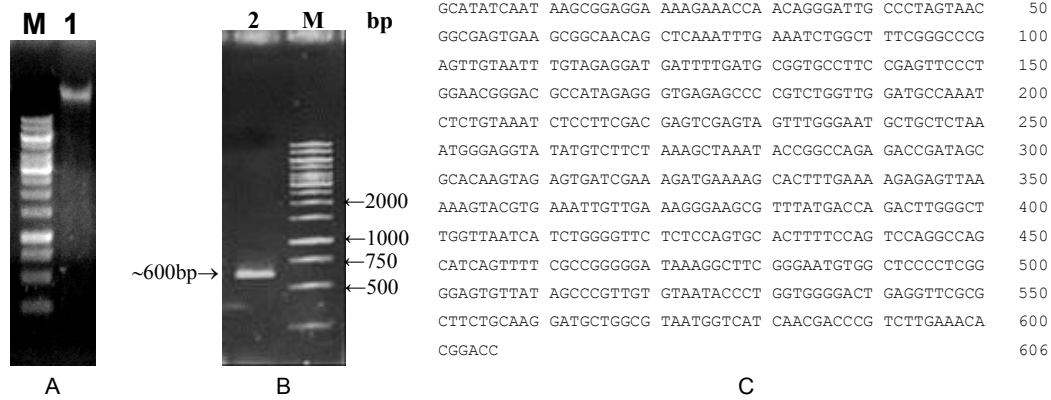 M 1
A
2 M bp
←2000
←1000
←750
~600bp→
←500
B
GCATATCAAT AAGCGGAGGA AAAGAAACCA ACAGGGATTG CCCTAGTAAC 50
GGCGAGTGAA GCGGCAACAG CTCAAATTTG AAATCTGGCT TTCGGGCCCG 100
AGTTGTAATT TGTAGAGGAT GATTTTGATG CGGTGCCTTC CGAGTTCCCT 150
GGAACGGGAC GCCATAGAGG GTGAGAGCCC CGTCTGGTTG GATGCCAAAT 200
CTCTGTAAAT CTCCTTCGAC GAGTCGAGTA GTTTGGGAAT GCTGCTCTAA 250
ATGGGAGGTA TATGTCTTCT AAAGCTAAAT ACCGGCCAGA GACCGATAGC 300
GCACAAGTAG AGTGATCGAA AGATGAAAAG CACTTTGAAA AGAGAGTTAA 350
AAAGTACGTG AAATTGTTGA AAGGGAAGCG TTTATGACCA GACTTGGGCT 400
TGGTTAATCA TCTGGGGTTC TCTCCAGTGC ACTTTTCCAG TCCAGGCCAG 450
CATCAGTTTT CGCCGGGGGA TAAAGGCTTC GGGAATGTGG CTCCCCTCGG 500
GGAGTGTTAT AGCCCGTTGT GTAATACCCT GGTGGGGACT GAGGTTCGCG 550
CTTCTGCAAG GATGCTGGCG TAATGGTCAT CAACGACCCG TCTTGAAACA 600
CGGACC 606
C